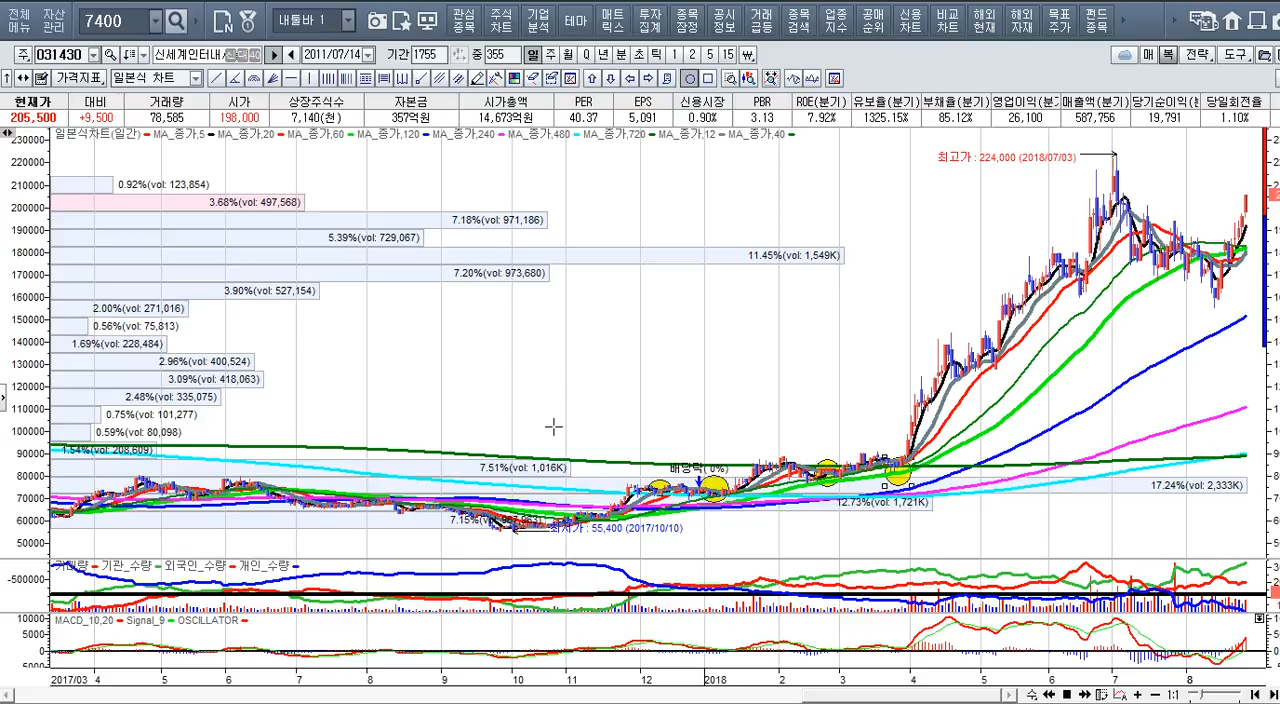 전체 자산 7400 내툴바 1 관심 주식 기업 테마 매트 투자 종목 공시 거래 종목 업종 공매 신용 비교 해외 해외 목표 펀드
메뉴 관리 종목 차트 분석 릭스 집계 점검 정보 급등 검색 지수 순위 차트 차트 현재 자재 주가 종목
주 031430 신세계인터내 2011/07/14 기간 1755 중 355 일 주 월 Q 년 분 초 틱 1 2 3 5 15 매 복 전략 도구
가격지표 일본식 차트
현재가 대비 거래량 시가 상장주식수 자본금 시가총액 PER EPS 신용시장 PBR ROE(분기) 유보율(분기) 부채율(분기) 영업이익(분기 매출액(분기) 당기순이익( 당일회전율
205,500 +9,500 78,585 198,000 7,140(천) 357억원 14,673억원 40.37 5,091 0.90% 3.13 7.92% 1325.15% 85.12% 26,100 587,756 19,791 1.10%
일본식차트(일간) MA_종가,5 MA_종가,20 MA_종가,60 MA_종가,120 MA_종가,240 MA_종가,480 MA_종가,720 MA_종가,12 MA_종가,40
230000
220000
최고가 : 224,000 (2018/07/03)
210000
0.92%(vol: 123,854)
200000
3.68%(vol: 497,568)
7.18%(vol: 971,186)
190000
5.39%(vol: 729,067)
180000
11.45%(vol: 1,549K)
170000
7.20%(vol: 973,680)
160000
3.90%(vol: 527,154)
2.00%(vol: 271,016)
150000
0.56%(vol: 75,813)
140000
1.69%(vol: 228,484)
130000
2.96%(vol: 400,524)
3.09%(vol: 418,063)
120000
2.48%(vol: 335,075)
110000
0.75%(vol: 101,277)
100000
0.59%(vol: 80,098)
90000
1.54%(vol: 208,609)
80000
7.51%(vol: 1,016K)
배당락( 0%)
17.24%(vol: 2,333K)
70000
12.73%(vol: 1,721K)
60000
최저가 : 55,400 (2017/10/10)
50000
거래량 기관_수량 외국인_수량 개인_수량
-500000
MACD_10,20 Signal_9 OSCILLATOR
10000
5000
0
2017/03 4 5 6 7 8 9 10 11 12 2018 2 3 4 5 6 7 8
1:1